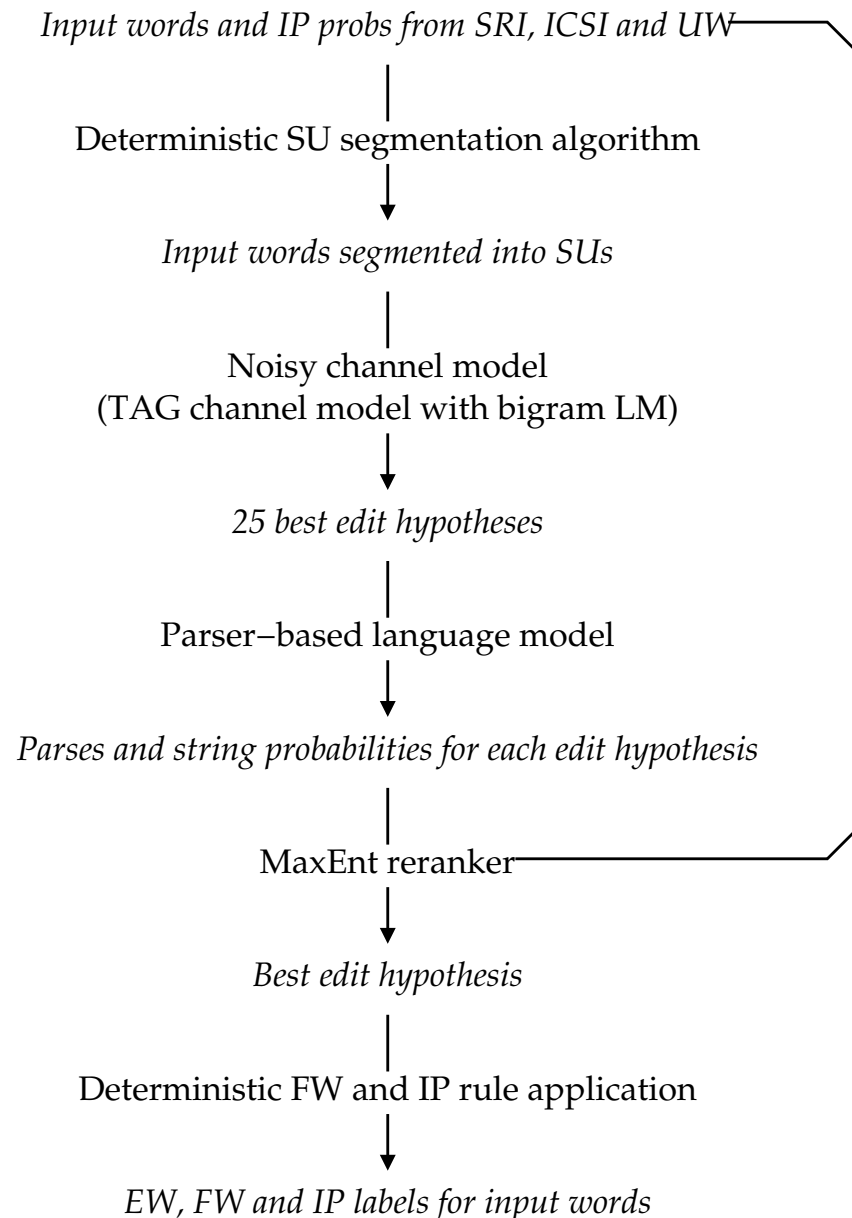 Input words and IP probs from SRI, ICSI and UW
Deterministic SU segmentation algorithm
Input words segmented into SUs
Noisy channel model
(TAG channel model with bigram LM)
25 best edit hypotheses
Parser−based language model
Parses and string probabilities for each edit hypothesis
MaxEnt reranker
Best edit hypothesis
Deterministic FW and IP rule application
EW, FW and IP labels for input words